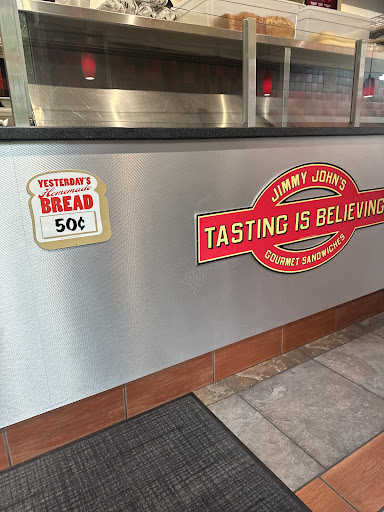 YESTERDAY'S
Homemade
BREAD
50¢
JIMMY JOHN'S
TASTING IS BELIEVING
GOURMET SANDWICHES